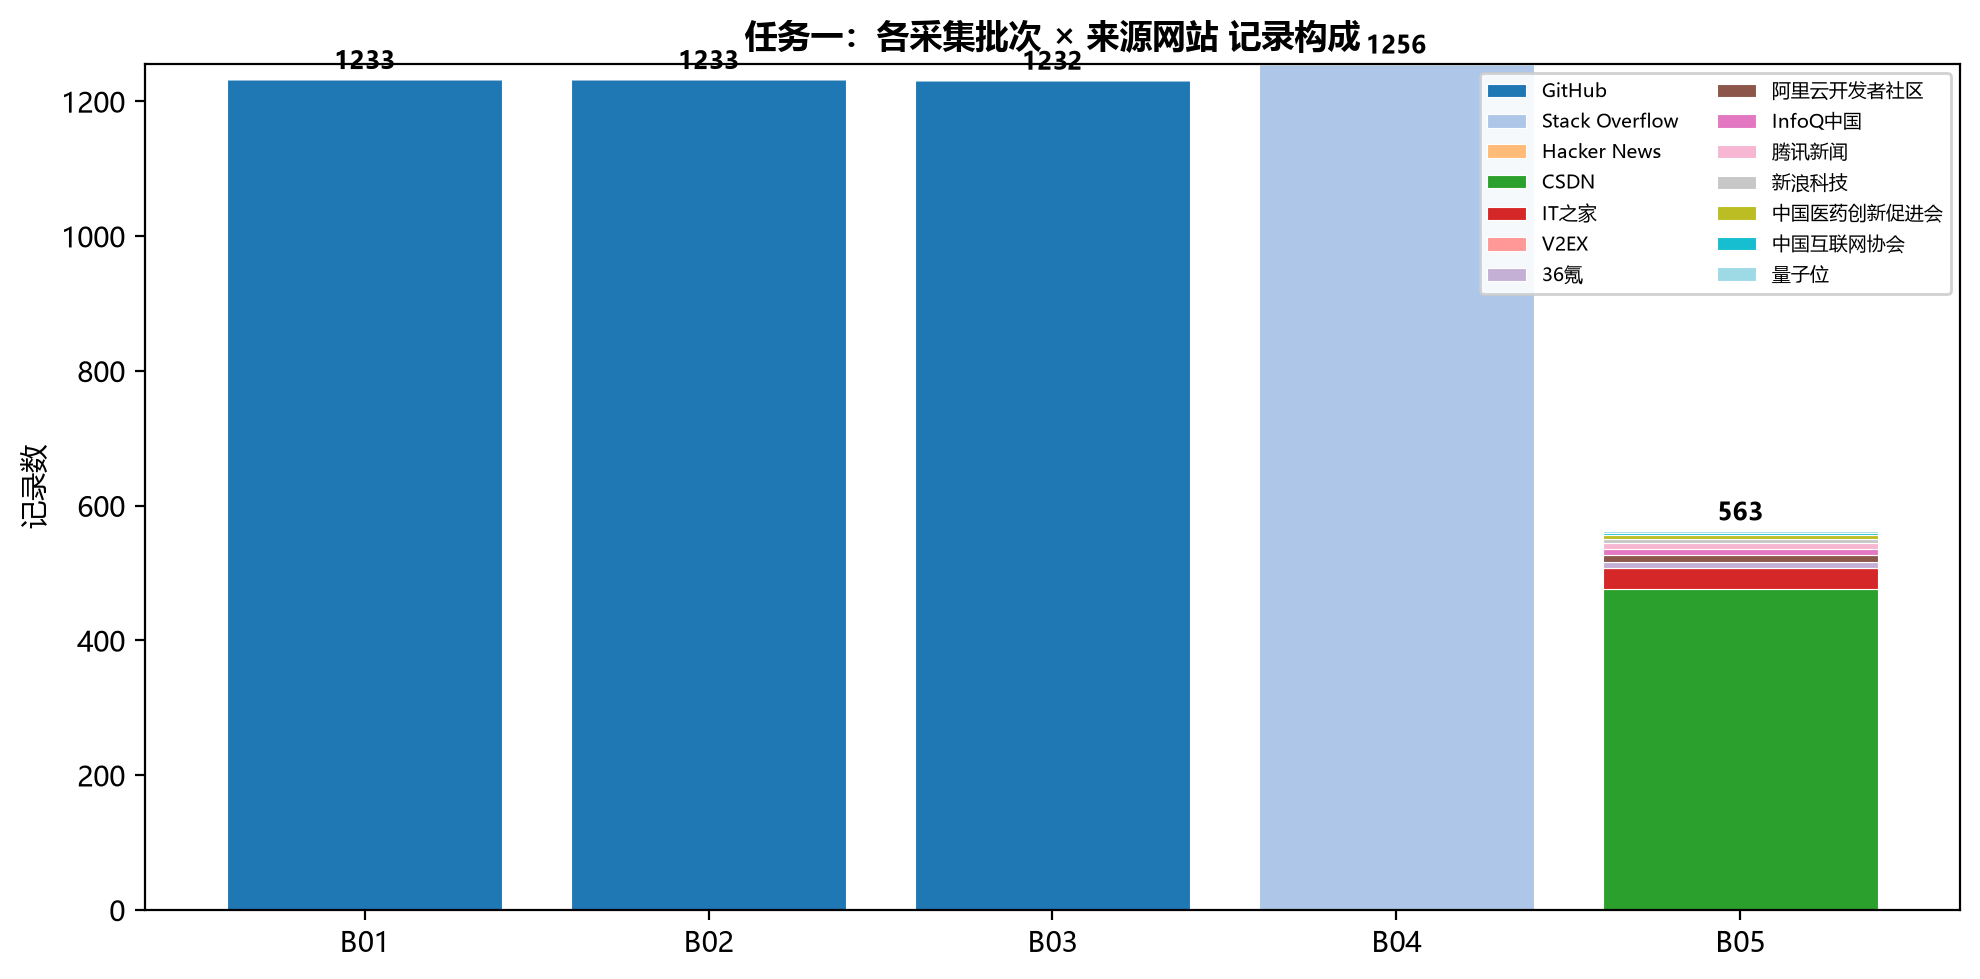 任务一：各采集批次 × 来源网站 记录构成
1233
1233
1232
1256
563
GitHub
Stack Overflow
Hacker News
CSDN
IT之家
V2EX
36氪
阿里云开发者社区
InfoQ中国
腾讯新闻
新浪科技
中国医药创新促进会
中国互联网协会
量子位
记录数
1200
1000
800
600
400
200
0
B01
B02
B03
B04
B05